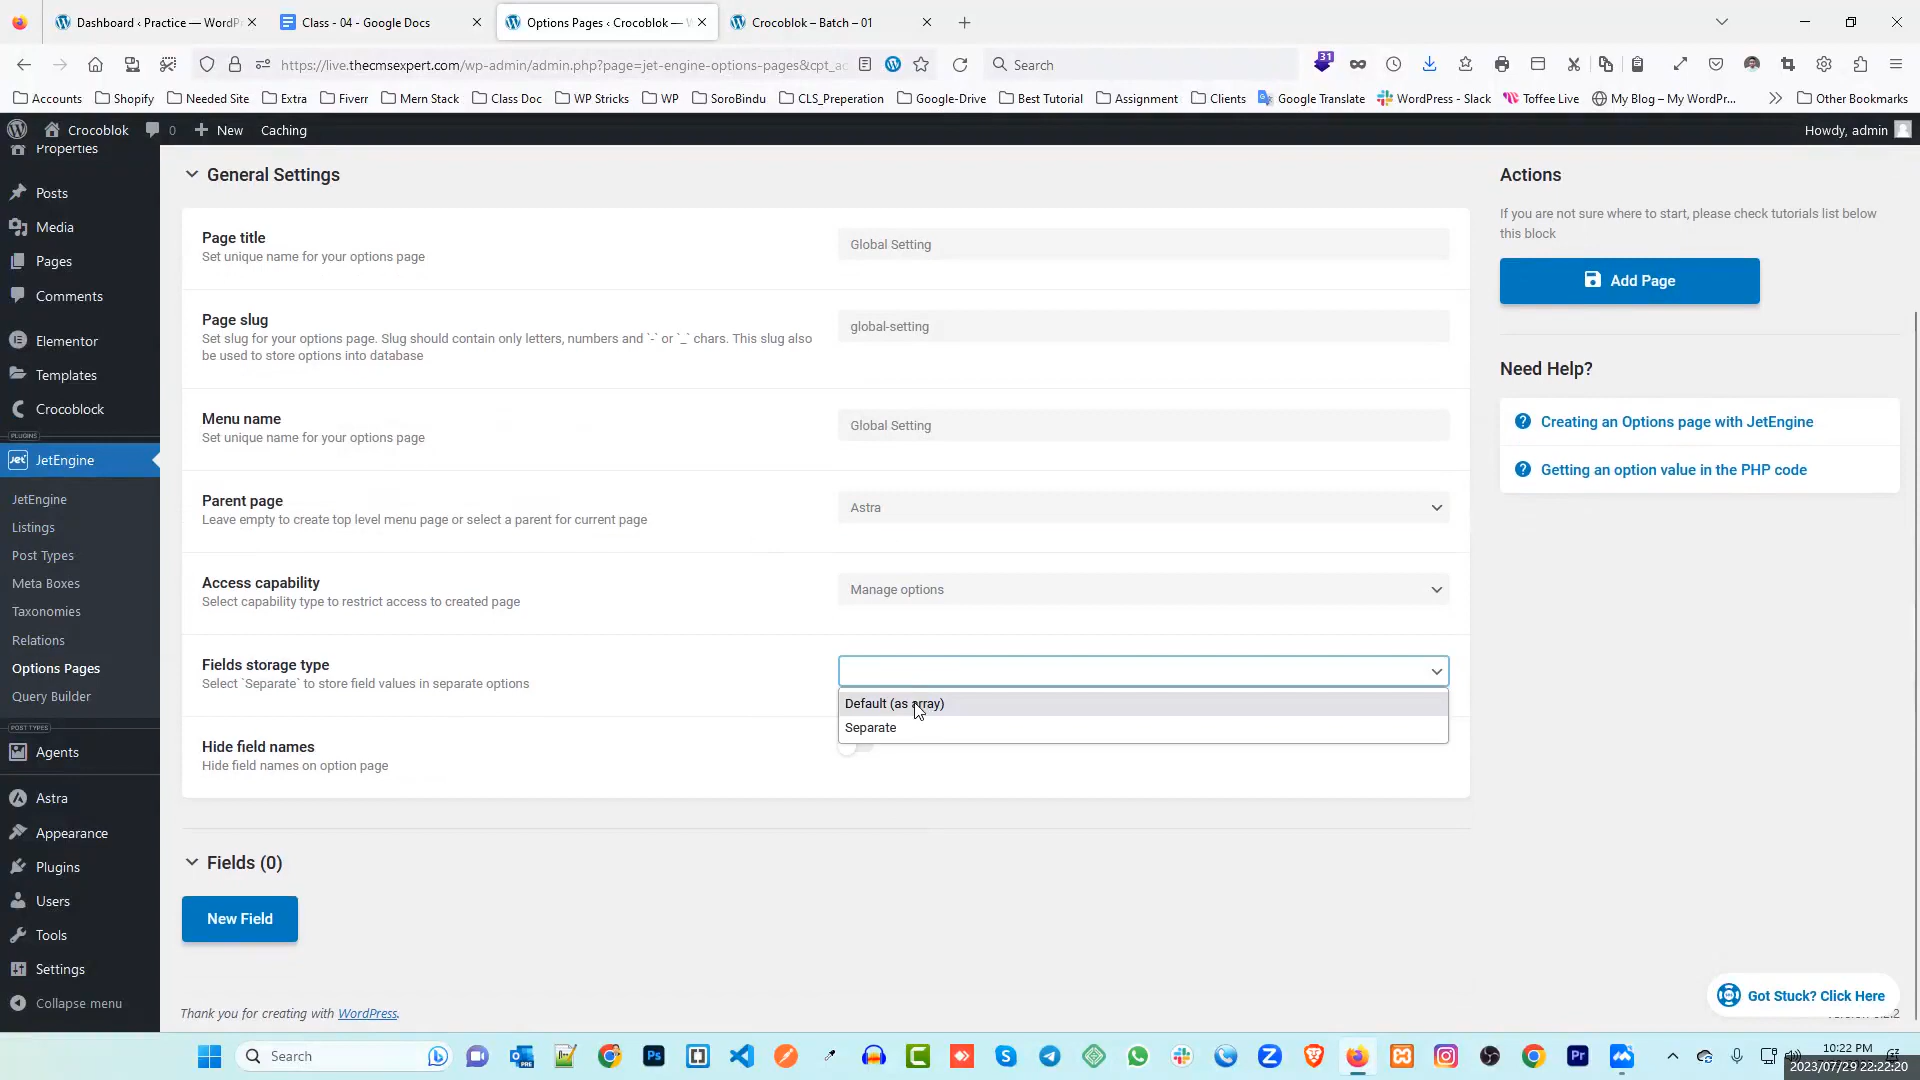 Dashboard ‹ Practice — WordP
Class - 04 - Google Docs
Options Pages ‹ Crocoblok — W
Crocoblok – Batch – 01
https://live.thecmsexpert.com/wp-admin/admin.php?page=jet-engine-options-pages&cpt_ac
Search
31
Accounts
Shopify
Needed Site
Extra
Fiverr
Mern Stack
Class Doc
WP Stricks
WP
SoroBindu
CLS_Preperation
Google-Drive
Best Tutorial
Assignment
Clients
Google Translate
WordPress - Slack
Toffee Live
My Blog – My WordPr...
Other Bookmarks
Crocoblok
0
New
Caching
Howdy, admin
Properties
Posts
Media
Pages
Comments
Elementor
Templates
Crocoblock
PLUGINS
JetEngine
JetEngine
Listings
Post Types
Meta Boxes
Taxonomies
Relations
Options Pages
Query Builder
POST TYPES
Agents
Astra
Appearance
Plugins
Users
Tools
Settings
Collapse menu
General Settings
Page title
Set unique name for your options page
Global Setting
Page slug
Set slug for your options page. Slug should contain only letters, numbers and `-` or `_` chars. This slug also
be used to store options into database
global-setting
Menu name
Set unique name for your options page
Global Setting
Parent page
Leave empty to create top level menu page or select a parent for current page
Astra
Access capability
Select capability type to restrict access to created page
Manage options
Fields storage type
Select `Separate` to store field values in separate options
Default (as array)
Separate
Hide field names
Hide field names on option page
Fields (0)
New Field
Thank you for creating with WordPress.
Actions
If you are not sure where to start, please check tutorials list below
this block
Add Page
Need Help?
Creating an Options page with JetEngine
Getting an option value in the PHP code
Got Stuck? Click Here
Search
10:22 PM
2023/07/29 22:22:20